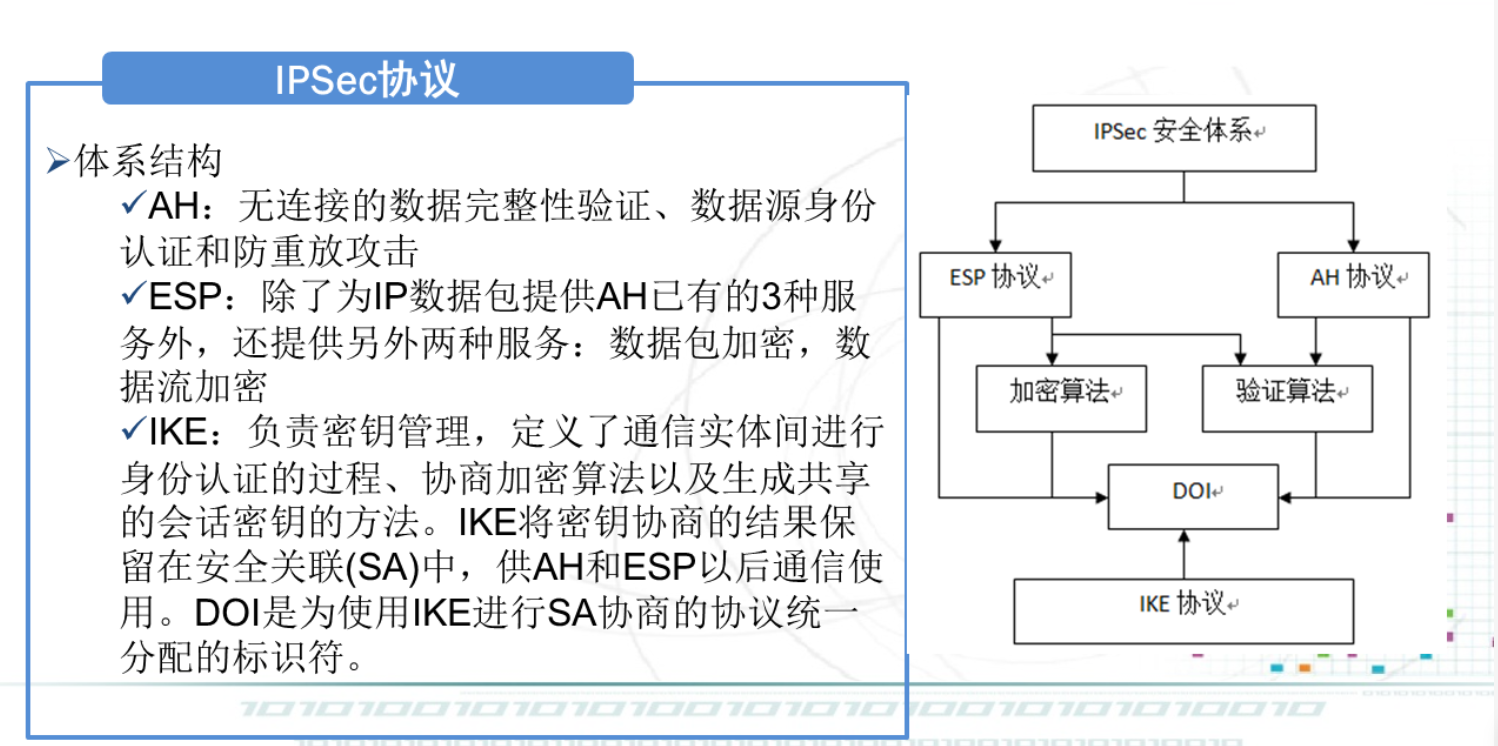 IPSec协议
➢体系结构
✓AH：无连接的数据完整性验证、数据源身份
认证和防重放攻击
✓ESP：除了为IP数据包提供AH已有的3种服
务外，还提供另外两种服务：数据包加密，数
据流加密
✓IKE：负责密钥管理，定义了通信实体间进行
身份认证的过程、协商加密算法以及生成共享
的会话密钥的方法。IKE将密钥协商的结果保
留在安全关联(SA)中，供AH和ESP以后通信使
用。DOI是为使用IKE进行SA协商的协议统一
分配的标识符。
IPSec 安全体系
ESP 协议
AH 协议
加密算法
验证算法
DOI
IKE 协议